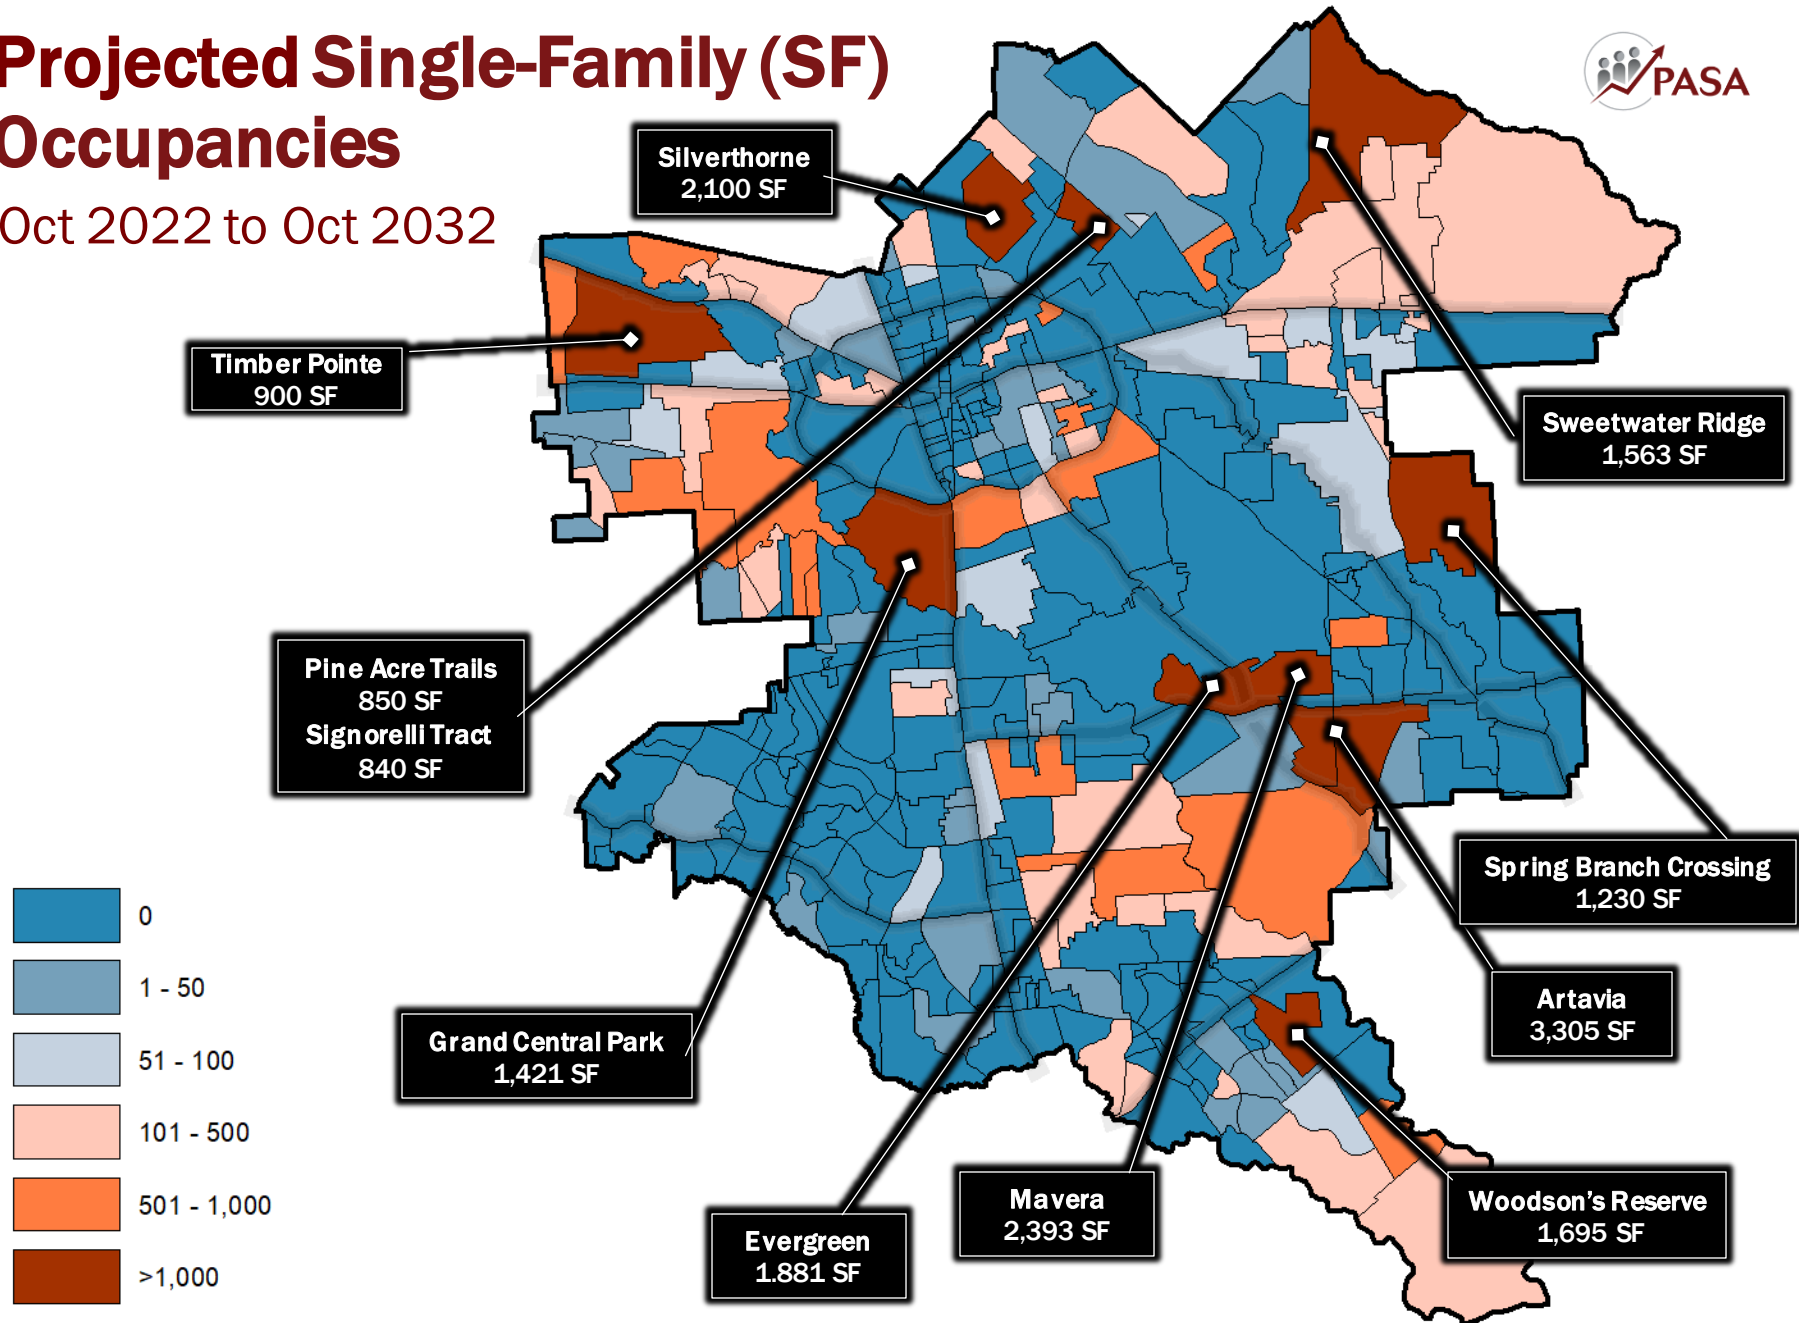 Projected Single-Family (SF)
Occupancies
Oct 2022 to Oct 2032
PASA
Silverthorne
2,100 SF
Timber Pointe
900 SF
Sweetwater Ridge
1,563 SF
Pine Acre Trails
850 SF
Signorelli Tract
840 SF
Spring Branch Crossing
1,230 SF
Artavia
3,305 SF
Grand Central Park
1,421 SF
Mavera
2,393 SF
Woodson's Reserve
1,695 SF
Evergreen
1.881 SF
0
1 - 50
51 - 100
101 - 500
501 - 1,000
>1,000